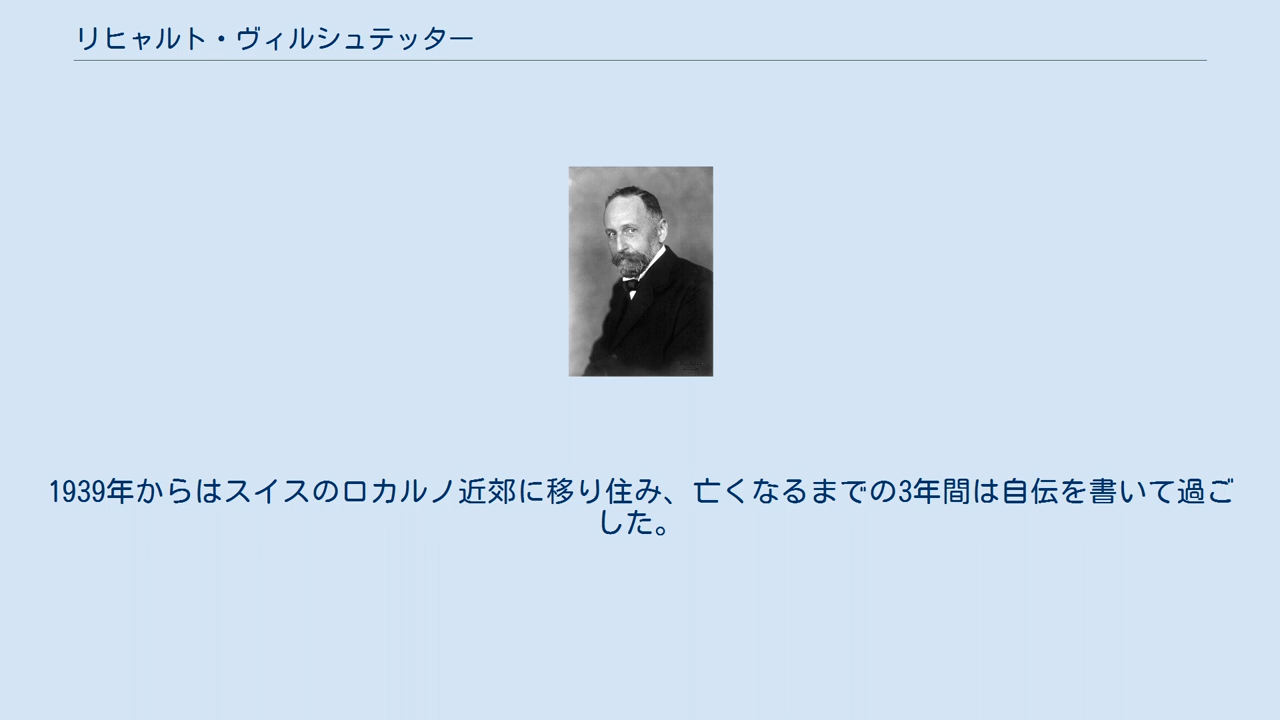 リヒャルト・ヴィルシュテッター
1939年からはスイスのロカルノ近郊に移り住み、亡くなるまでの3年間は自伝を書いて過ご
した。